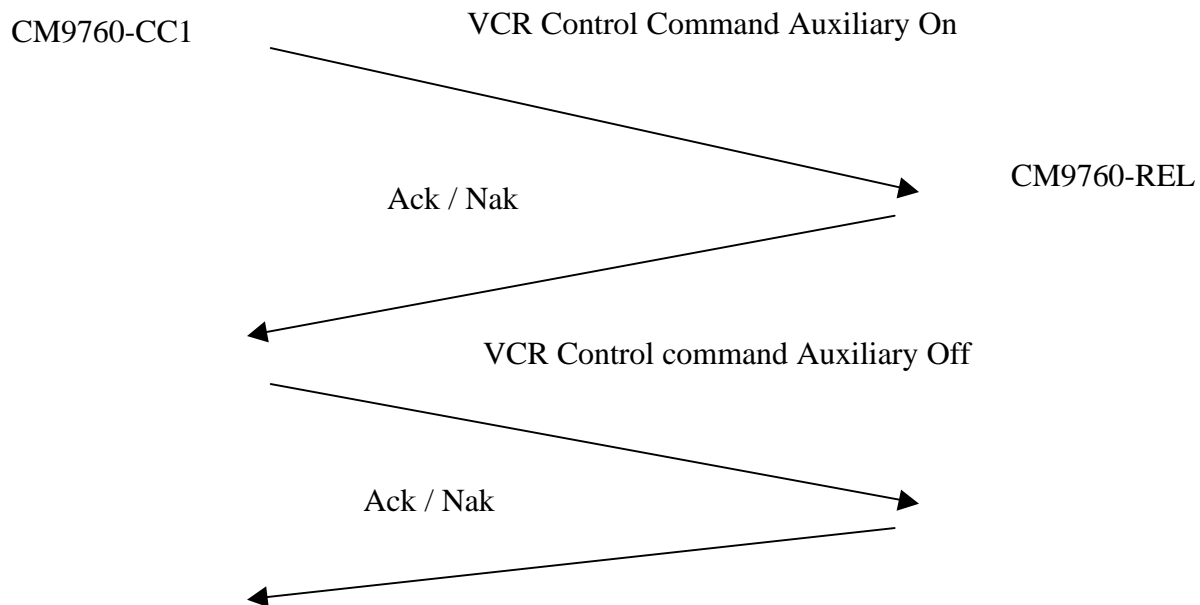 CM9760-CC1
VCR Control Command Auxiliary On
CM9760-REL
Ack / Nak
VCR Control command Auxiliary Off
Ack / Nak